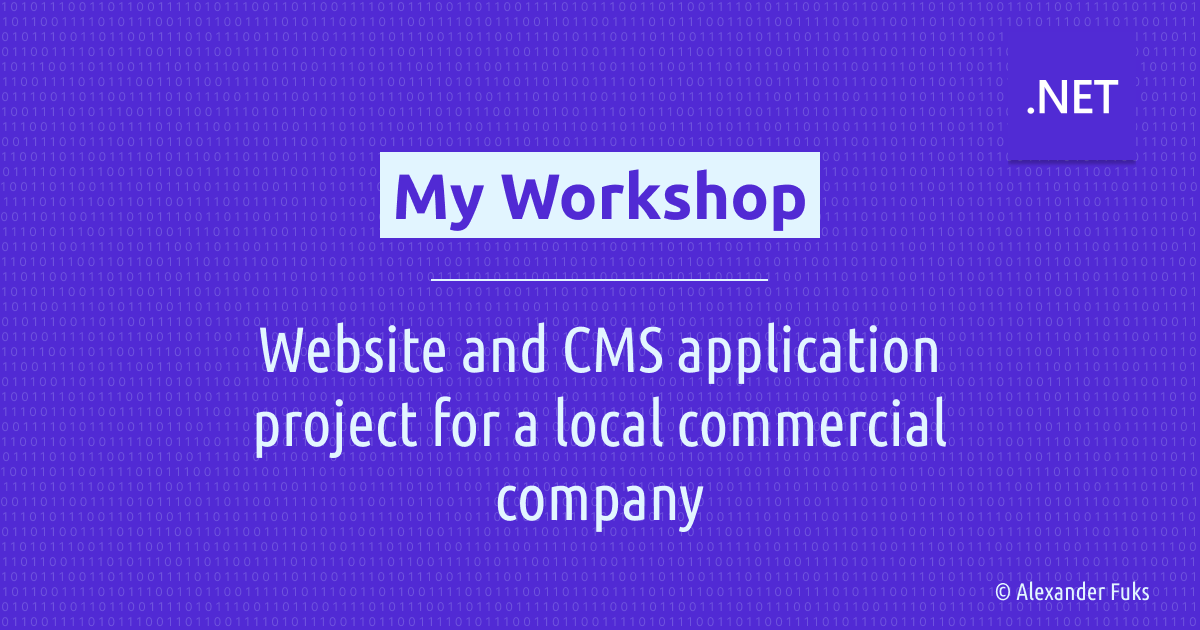 .NET
My Workshop
Website and CMS application
project for a local commercial
company
© Alexander Fuks